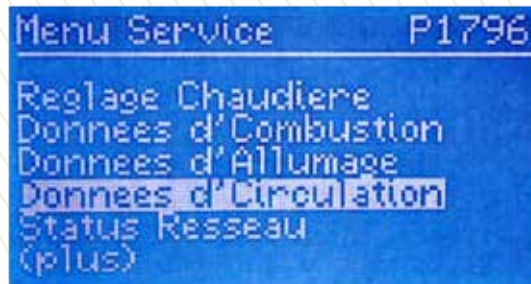 Menu Service P1796
Reglage Chaudiere
Donnees d'Combustion
Donnees d'Allumage
Donnees d'Circulation
Status Resseau
(plus)